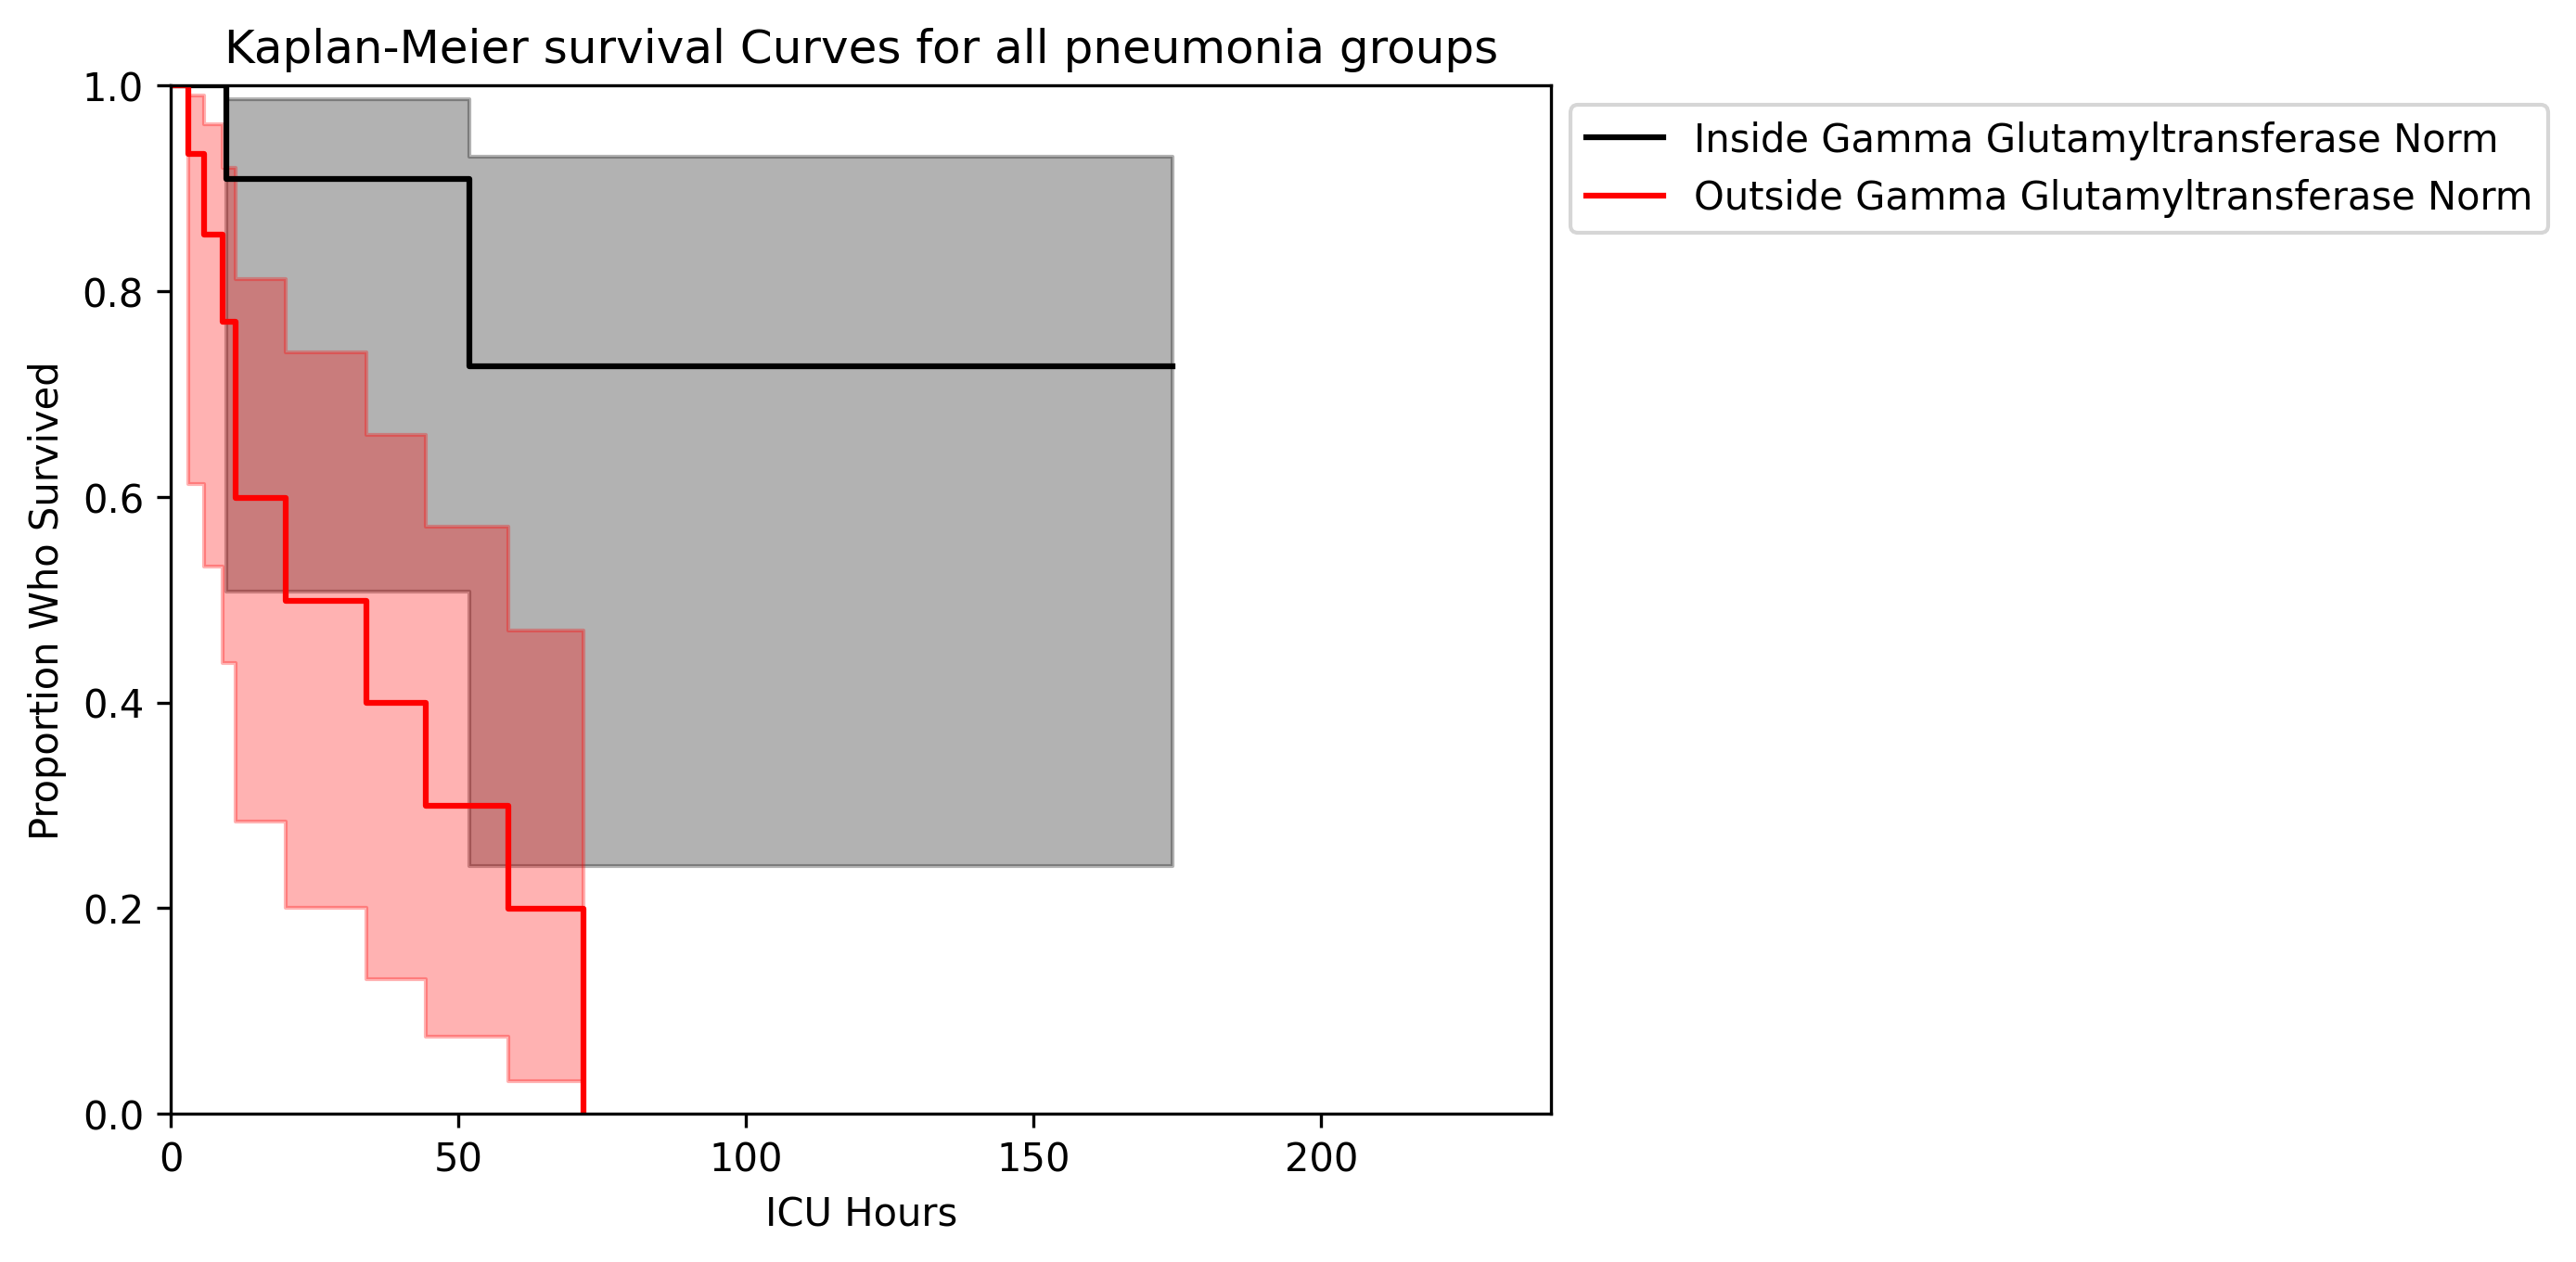 Kaplan-Meier survival Curves for all pneumonia groups
Inside Gamma Glutamyltransferase Norm
Outside Gamma Glutamyltransferase Norm
Proportion Who Survived
1.0
0.8
0.6
0.4
0.2
0.0
0 50 100 150 200
ICU Hours